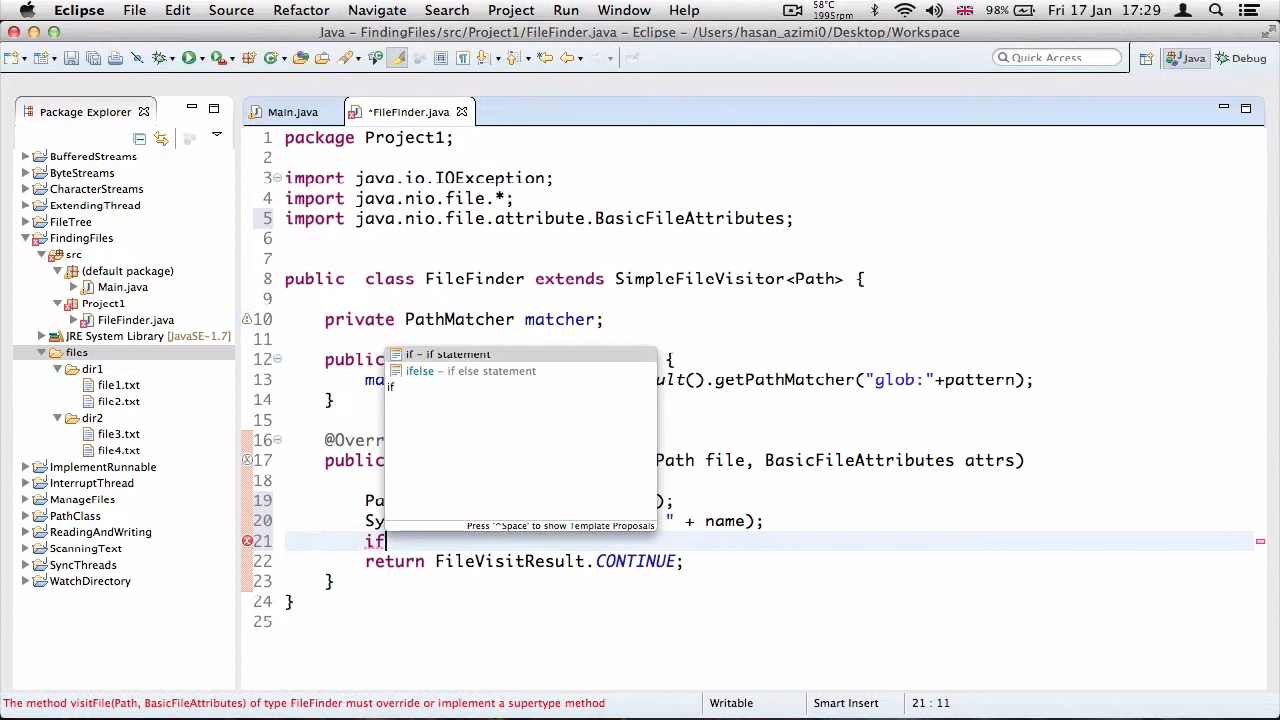 Eclipse File Edit Source Refactor Navigate Search Project Run Window Help 58°C 1995rpm 98% Fri 17 Jan 17:29
Java - FindingFiles/src/Project1/FileFinder.java - Eclipse - /Users/hasan_azimi0/Desktop/Workspace
Quick Access Java Debug
Package Explorer
Main.java *FileFinder.java
BufferedStreams
ByteStreams
CharacterStreams
ExtendingThread
FileTree
FindingFiles
src
(default package)
Main.java
Project1
FileFinder.java
JRE System Library [JavaSE-1.7]
files
dir1
file1.txt
file2.txt
dir2
file3.txt
file4.txt
ImplementRunnable
InterruptThread
ManageFiles
PathClass
ReadingAndWriting
ScanningText
SyncThreads
WatchDirectory
1 package Project1;
2
3 import java.io.IOException;
4 import java.nio.file.*;
5 import java.nio.file.attribute.BasicFileAttributes;
6
7
8 public class FileFinder extends SimpleFileVisitor<Path> {
9
10 private PathMatcher matcher;
11
12 public {
13 ma ult().getPathMatcher("glob:"+pattern);
14 }
15
16 @Overr
17 public Path file, BasicFileAttributes attrs)
18
19 Pa );
20 Sy " + name);
21 if
22 return FileVisitResult.CONTINUE;
23 }
24 }
25
if - if statement
ifelse - if else statement
if
Press '^Space' to show Template Proposals
The method visitFile(Path, BasicFileAttributes) of type FileFinder must override or implement a supertype method Writable Smart Insert 21 : 11